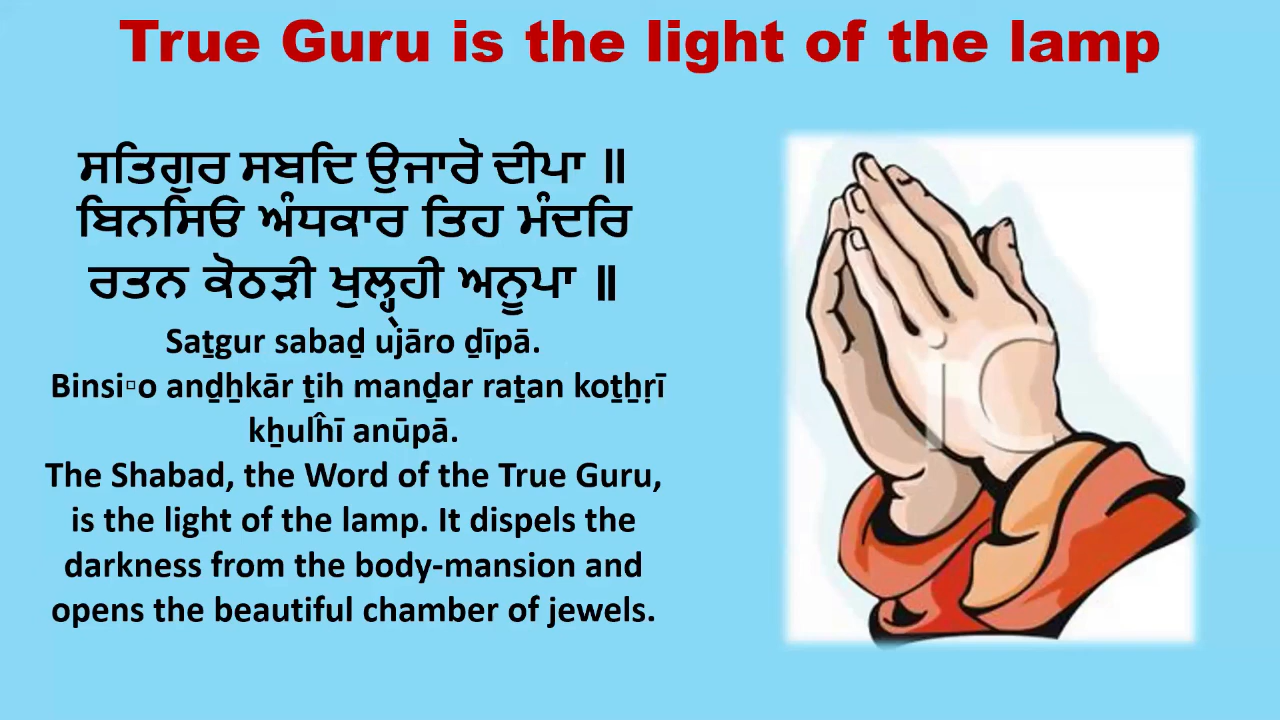 True Guru is the light of the lamp
ਸਤਿਗੁਰ ਸਬਦਿ ਉਜਾਰੋ ਦੀਪਾ ॥
ਬਿਨਸਿਓ ਅੰਧਕਾਰ ਤਿਹ ਮੰਦਰਿ
ਰਤਨ ਕੋਠੜੀ ਖੁਲ੍ਹ੍ਹੀ ਅਨੂਪਾ ॥
Saṯgur sabaḏ ujāro ḏīpā.
Binsi▫o anḏẖkār ṯih manḏar raṯan koṯẖṛī
kẖulĥī anūpā.
The Shabad, the Word of the True Guru,
is the light of the lamp. It dispels the
darkness from the body-mansion and
opens the beautiful chamber of jewels.